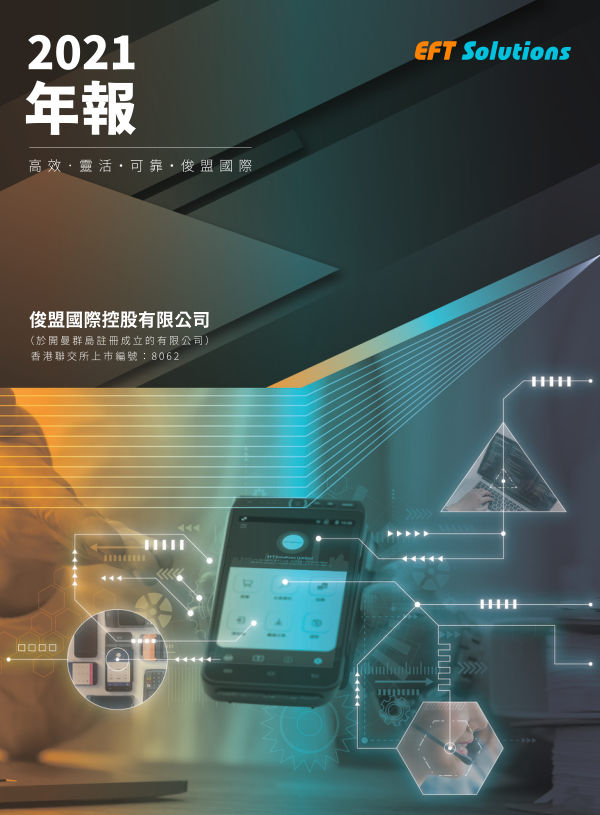 2021
年報
EFT Solutions
高效·靈活·可靠·俊盟國際
俊盟國際控股有限公司
(於開曼群島註冊成立的有限公司)
香港聯交所上市編號：8062